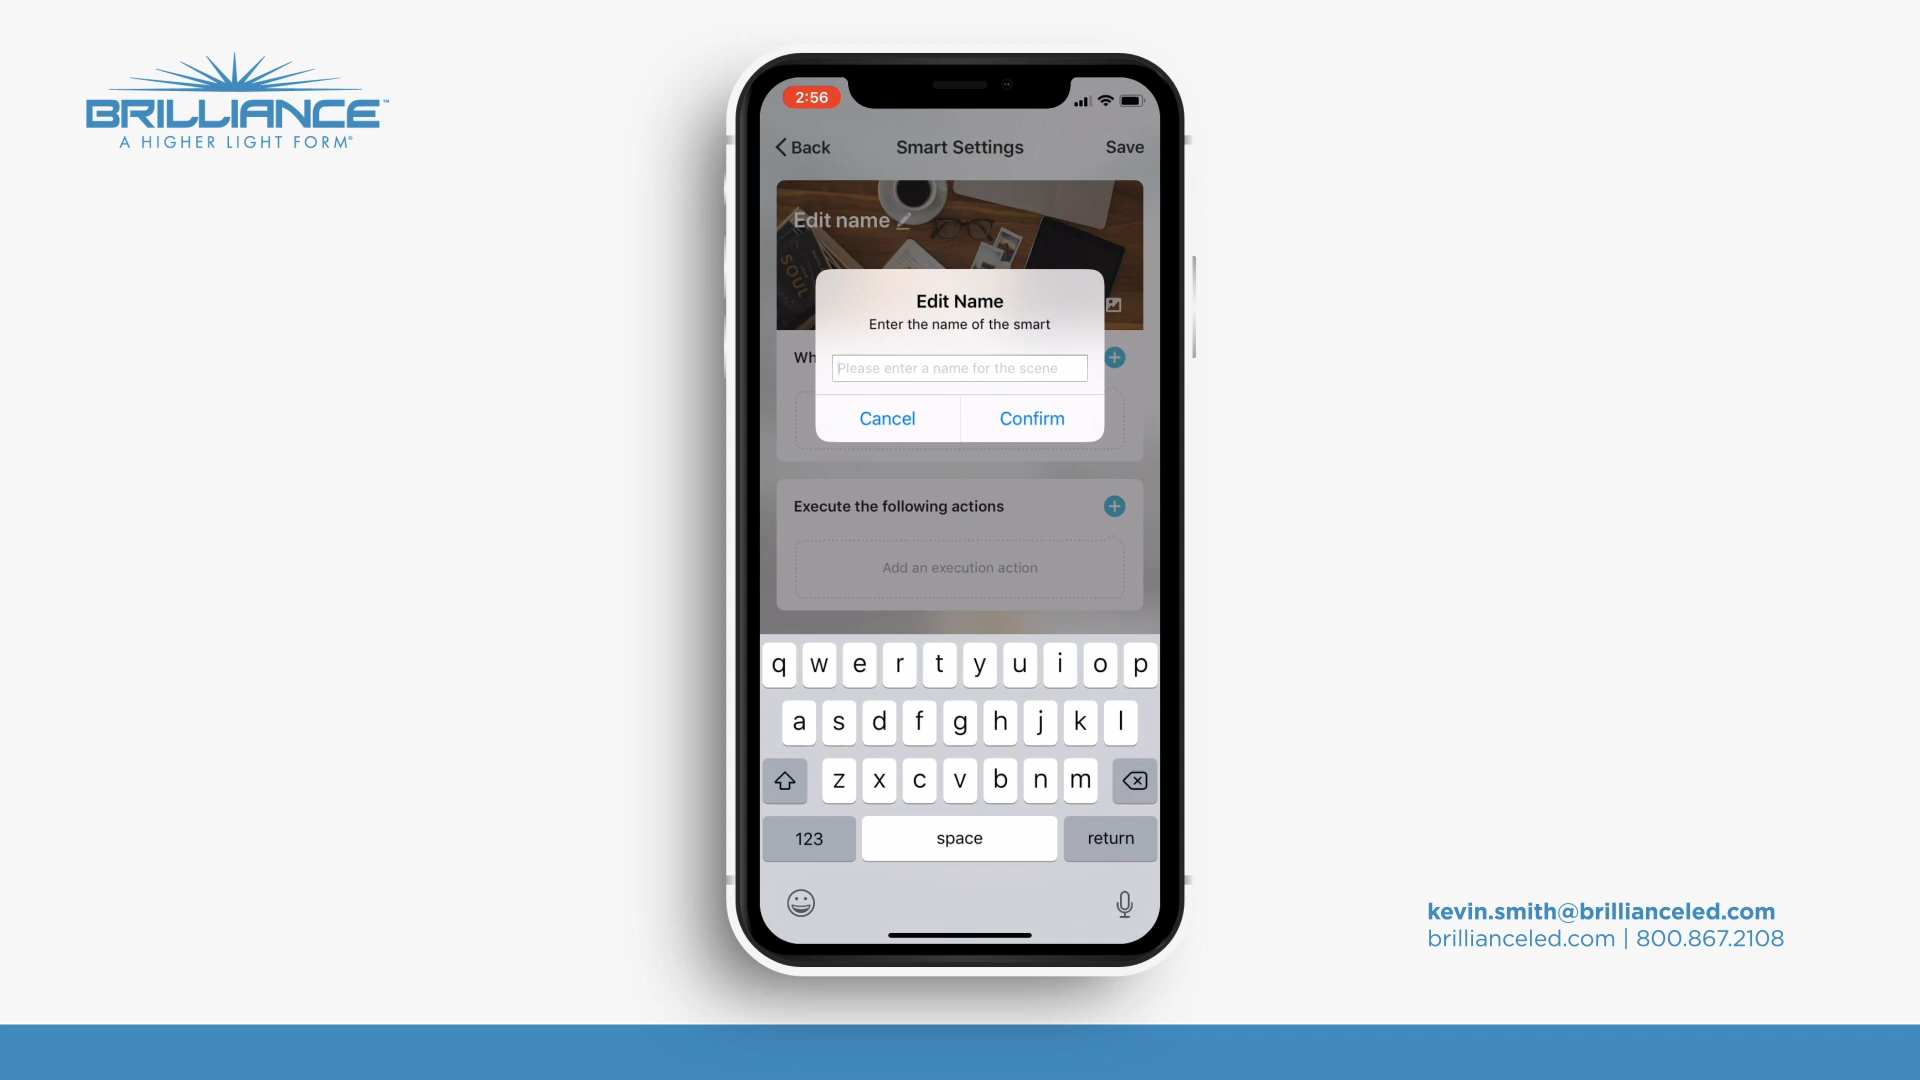 BRILLIANCE™
A HIGHER LIGHT FORM®
2:56
Back
Smart Settings
Save
Edit name
SOUL
Edit Name
Enter the name of the smart
Please enter a name for the scene
Wh
Cancel
Confirm
Execute the following actions
Add an execution action
q w e r t y u i o p
a s d f g h j k l
z x c v b n m
123
space
return
kevin.smith@brillianceled.com
brillianceled.com | 800.867.2108